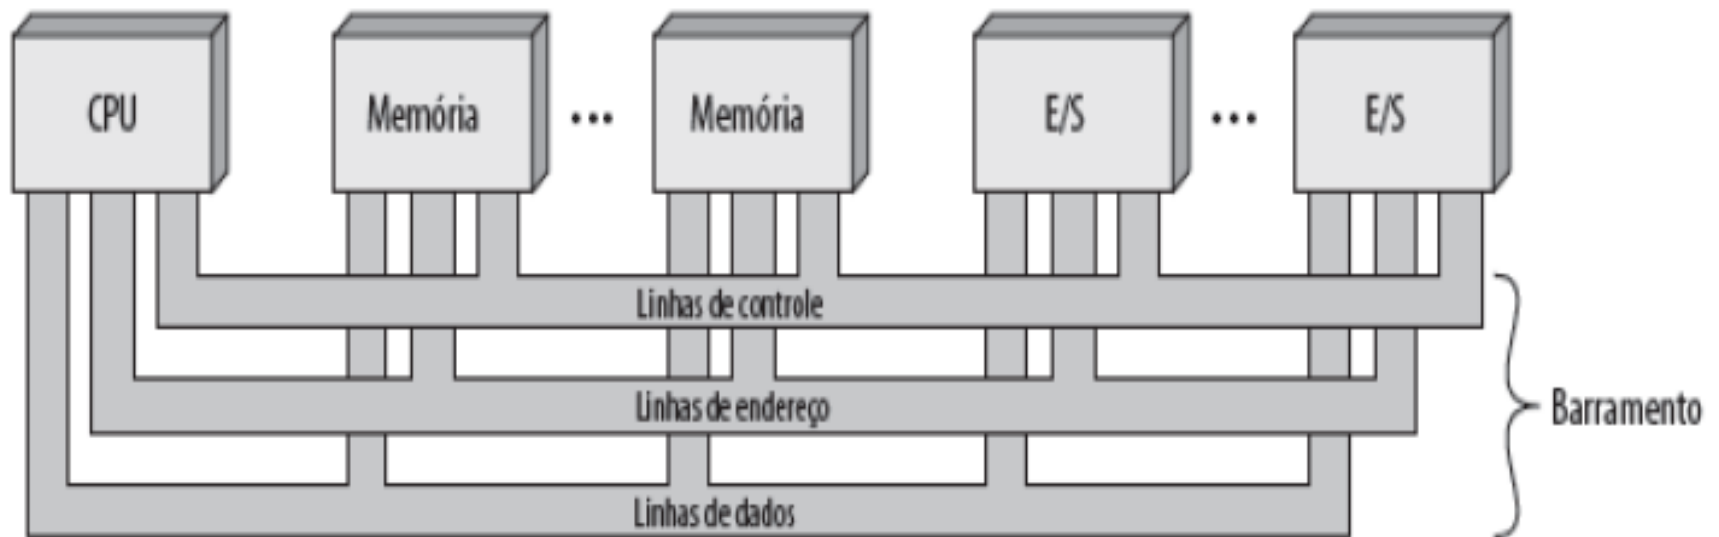 CPU
Memória
...
Memória
E/S
...
E/S
Linhas de controle
Linhas de endereço
Linhas de dados
Barramento